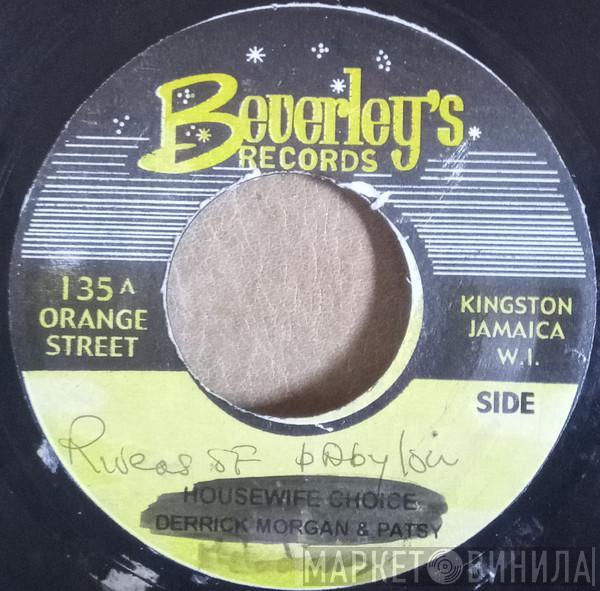 Beverley's
RECORDS
135 A
ORANGE
STREET
KINGSTON
JAMAICA
W.I.
SIDE
Rivers OF bAbylon
HOUSEWIFE CHOICE
DERRICK MORGAN & PATSY
МАРКЕТ ВИНИЛА